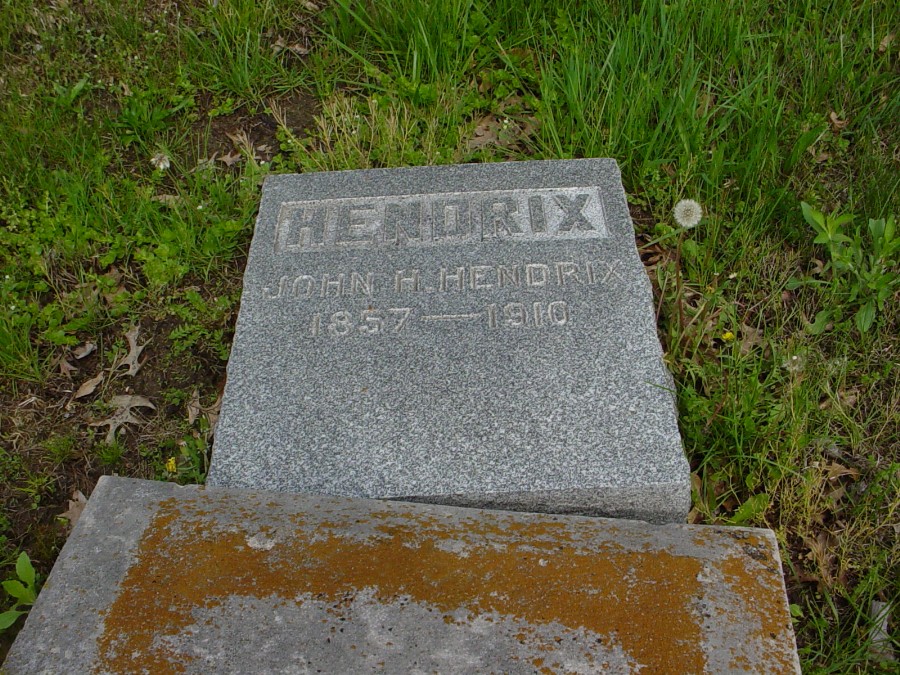 HENDRIX
JOHN H. HENDRIX
1857 — 1910